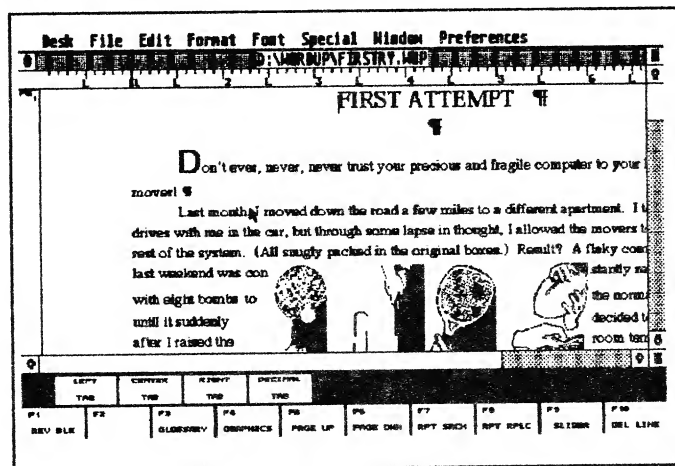 Desk File Edit Format Font Special Window Preferences
D:\WORDUP\FIRSTRY.WUP
FIRST ATTEMPT ¶
¶
Don't ever, never, never trust your precious and fragile computer to your
mover! ¶
Last month I moved down the road a few miles to a different apartment. I
drives with me in the car, but through some lapse in thought, I allowed the movers
rest of the system. (All snugly packed in the original boxes.) Result? A flaky
last weekend was con stantly
with eight bombs to the
until it suddenly decided
after I raised the room
LEFT CENTER RIGHT DECIMAL
TAB TAB TAB TAB
F1 F2 F3 F4 F5 F6 F7 F8 F9 F10
REV BLK GLOSSARY GRAPHICS PAGE UP PAGE DWN RPT SRCH RPT RPLC SLIDER DEL LINE